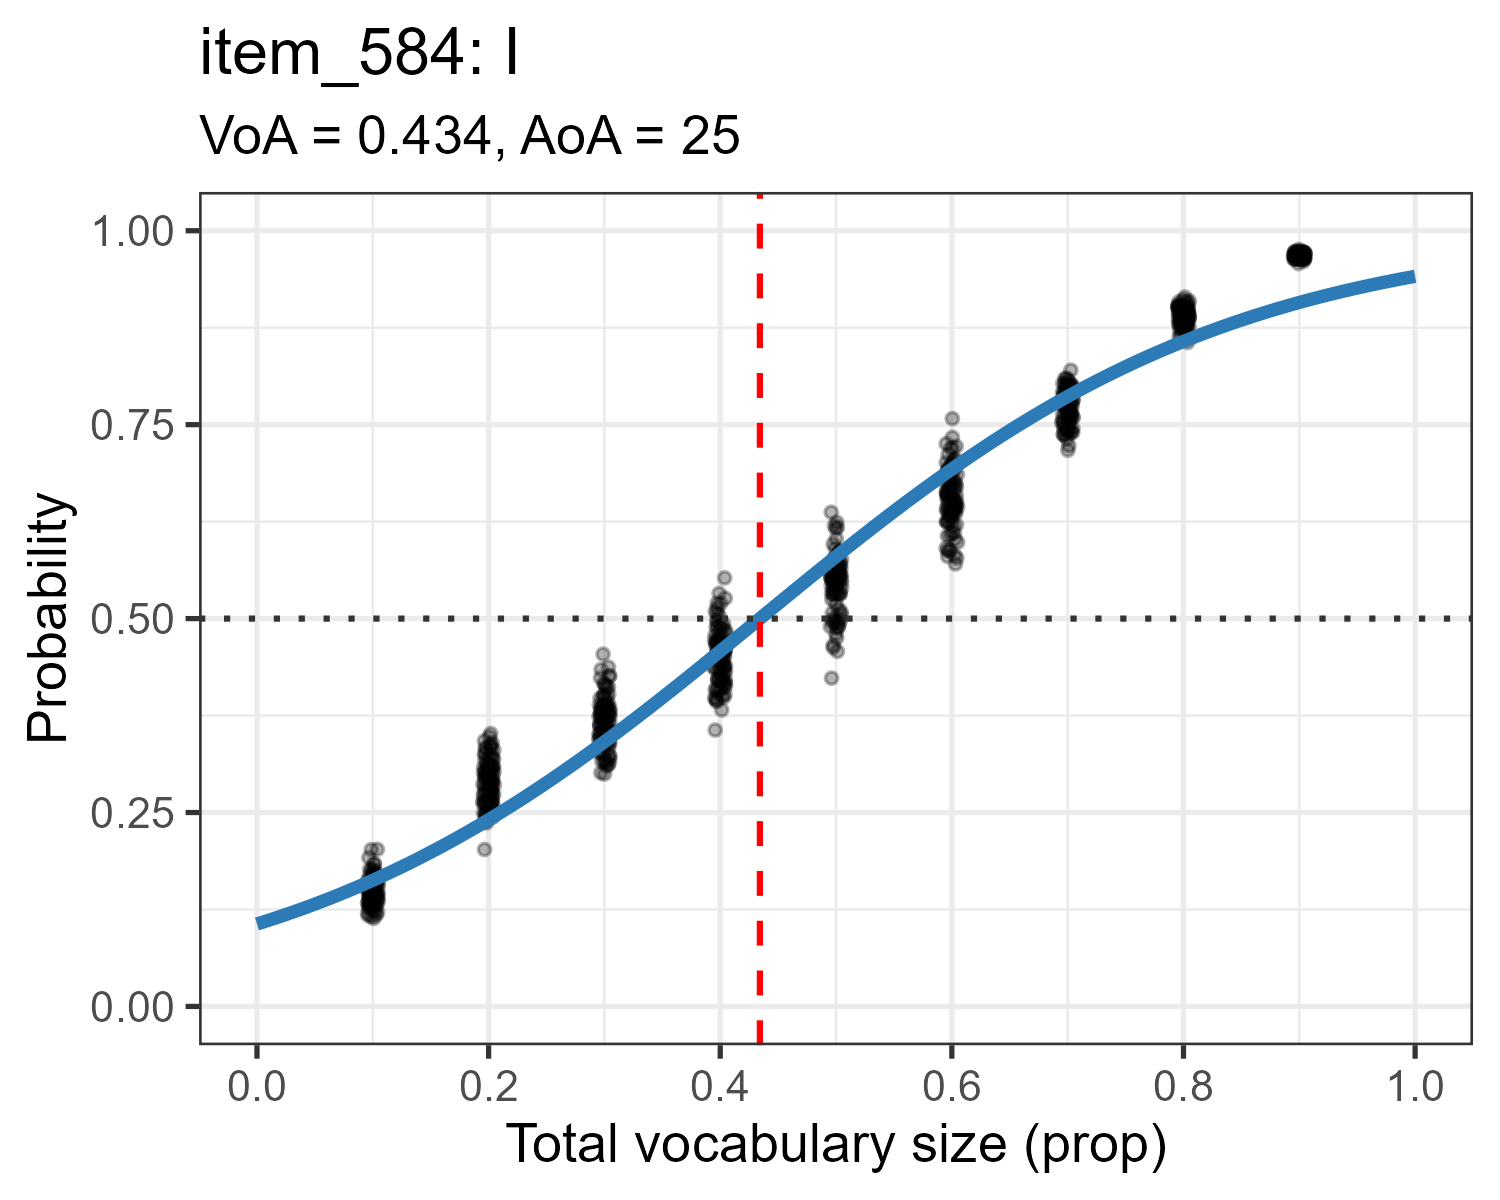 item_584: I
VoA = 0.434, AoA = 25
1.00
0.75
0.50
0.25
0.00
Probability
0.0 0.2 0.4 0.6 0.8 1.0
Total vocabulary size (prop)